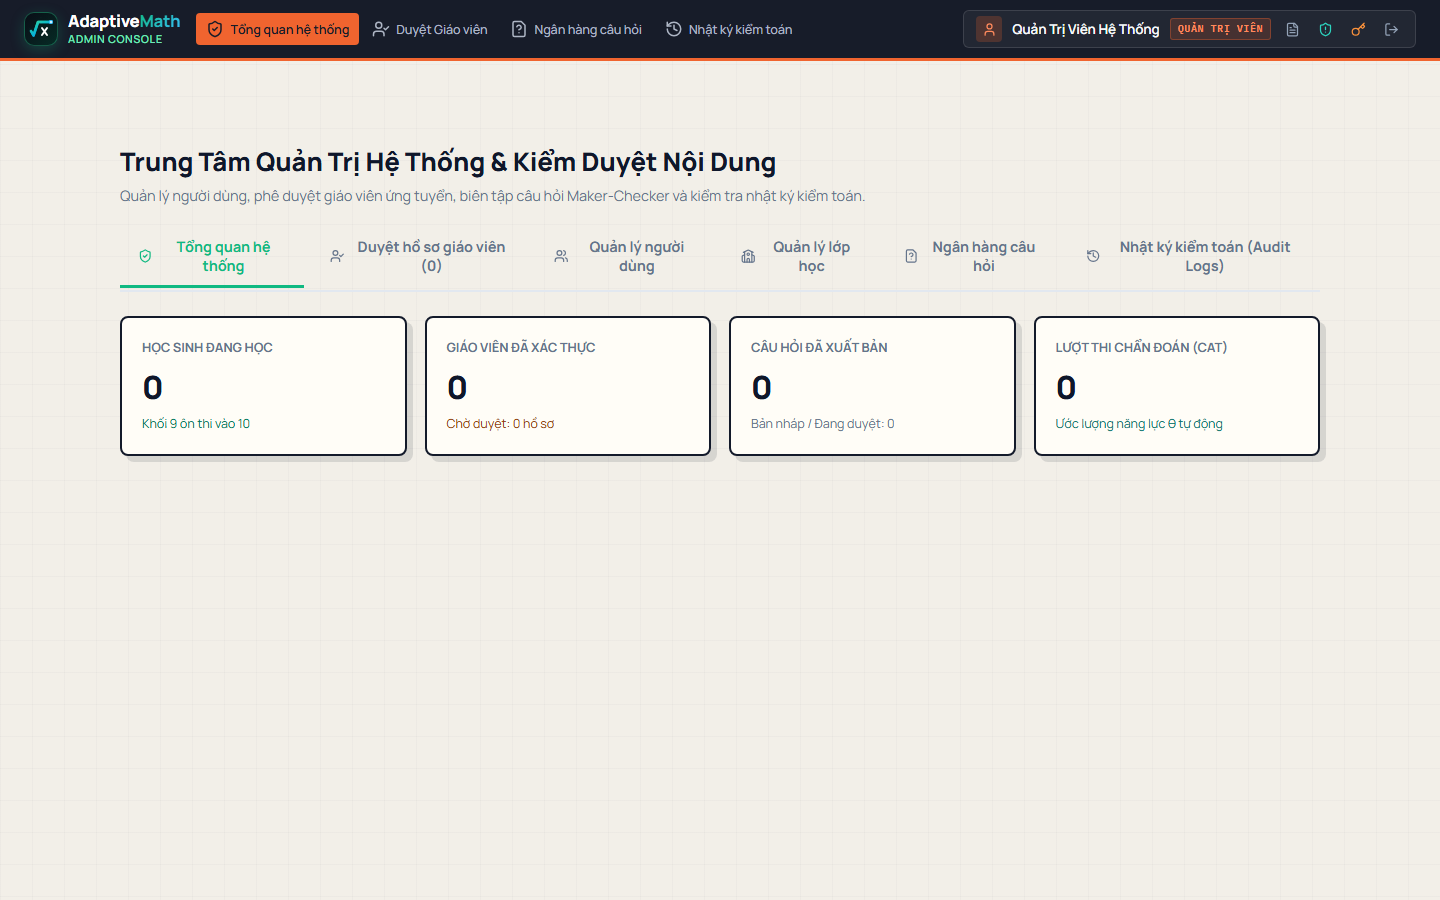 AdaptiveMath
ADMIN CONSOLE
Tổng quan hệ thống
Duyệt Giáo viên
Ngân hàng câu hỏi
Nhật ký kiểm toán
Quản Trị Viên Hệ Thống
QUẢN TRỊ VIÊN
Trung Tâm Quản Trị Hệ Thống & Kiểm Duyệt Nội Dung
Quản lý người dùng, phê duyệt giáo viên ứng tuyển, biên tập câu hỏi Maker-Checker và kiểm tra nhật ký kiểm toán.
Tổng quan hệ
thống
Duyệt hồ sơ giáo viên
(0)
Quản lý người
dùng
Quản lý lớp
học
Ngân hàng câu
hỏi
Nhật ký kiểm toán (Audit
Logs)
HỌC SINH ĐANG HỌC
0
Khối 9 ôn thi vào 10
GIÁO VIÊN ĐÃ XÁC THỰC
0
Chờ duyệt: 0 hồ sơ
CÂU HỎI ĐÃ XUẤT BẢN
0
Bản nháp / Đang duyệt: 0
LƯỢT THI CHẨN ĐOÁN (CAT)
0
Ước lượng năng lực θ tự động